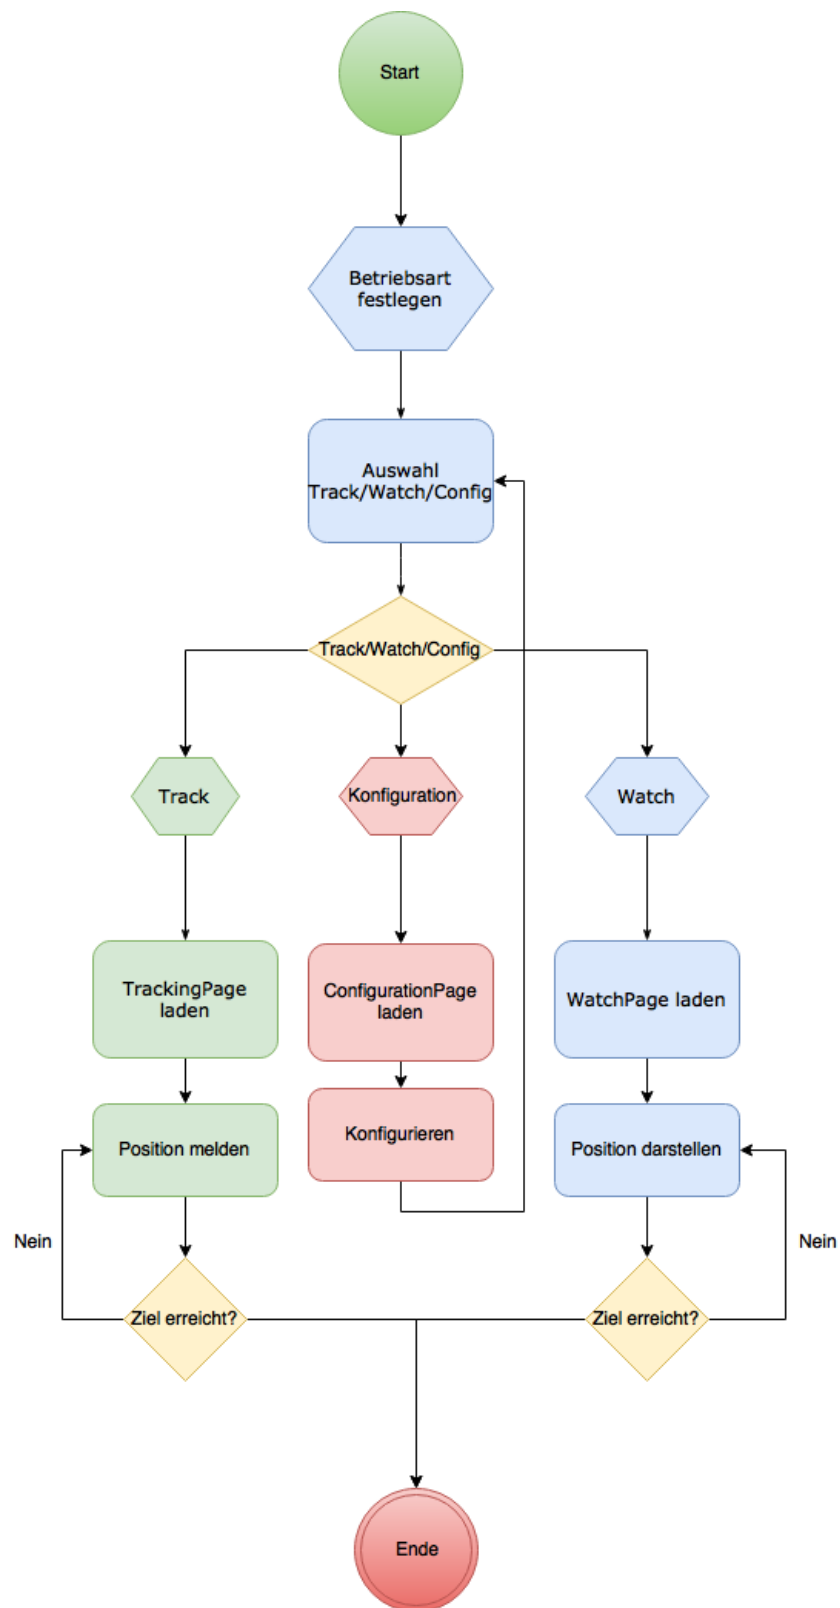 Start
Betriebsart
festlegen
Auswahl
Track/Watch/Config
Track/Watch/Config
Track
Konfiguration
Watch
TrackingPage
laden
ConfigurationPage
laden
WatchPage laden
Position melden
Konfigurieren
Position darstellen
Nein
Nein
Ziel erreicht?
Ziel erreicht?
Ende